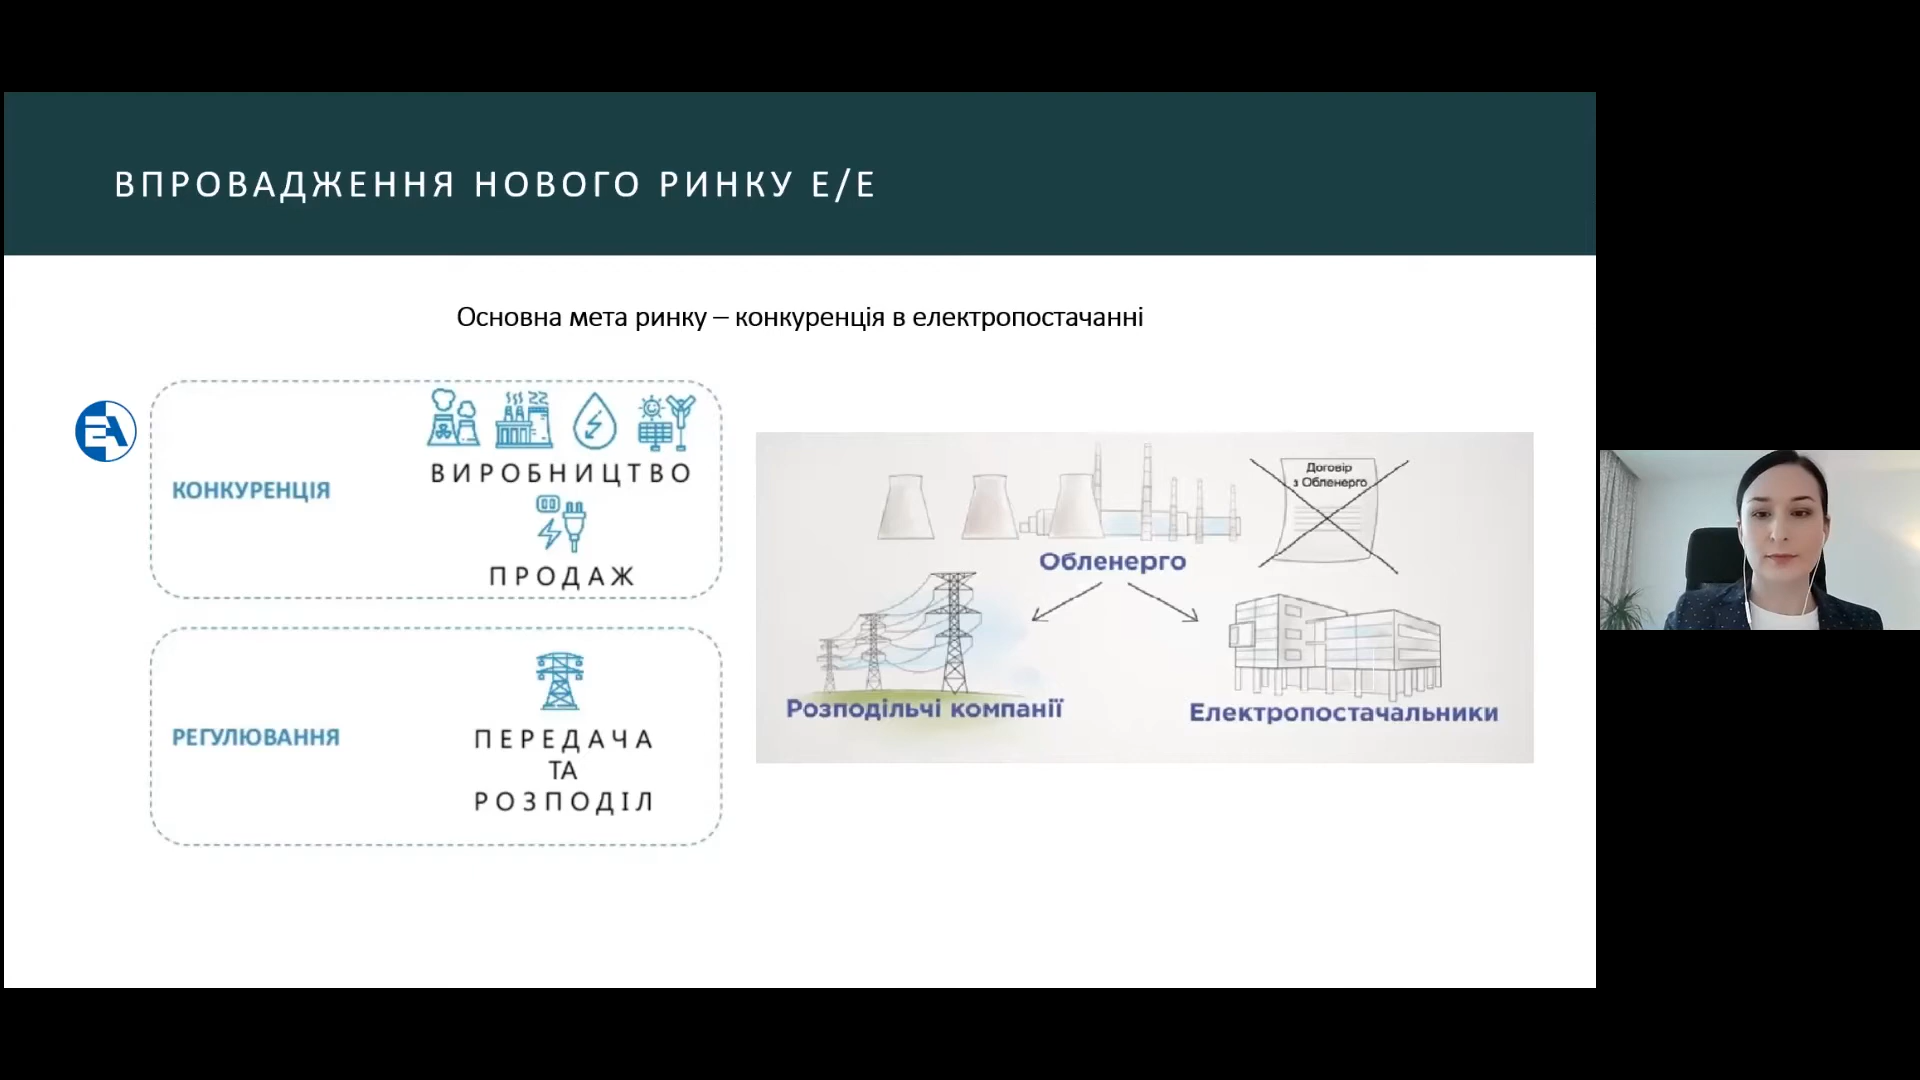 ВПРОВАДЖЕННЯ НОВОГО РИНКУ Е/Е
Основна мета ринку – конкуренція в електропостачанні
ЕА
КОНКУРЕНЦІЯ
ВИРОБНИЦТВО
ПРОДАЖ
РЕГУЛЮВАННЯ
ПЕРЕДАЧА
ТА
РОЗПОДІЛ
Договір
з Обленерго
Обленерго
Розподільчі компанії
Електропостачальники